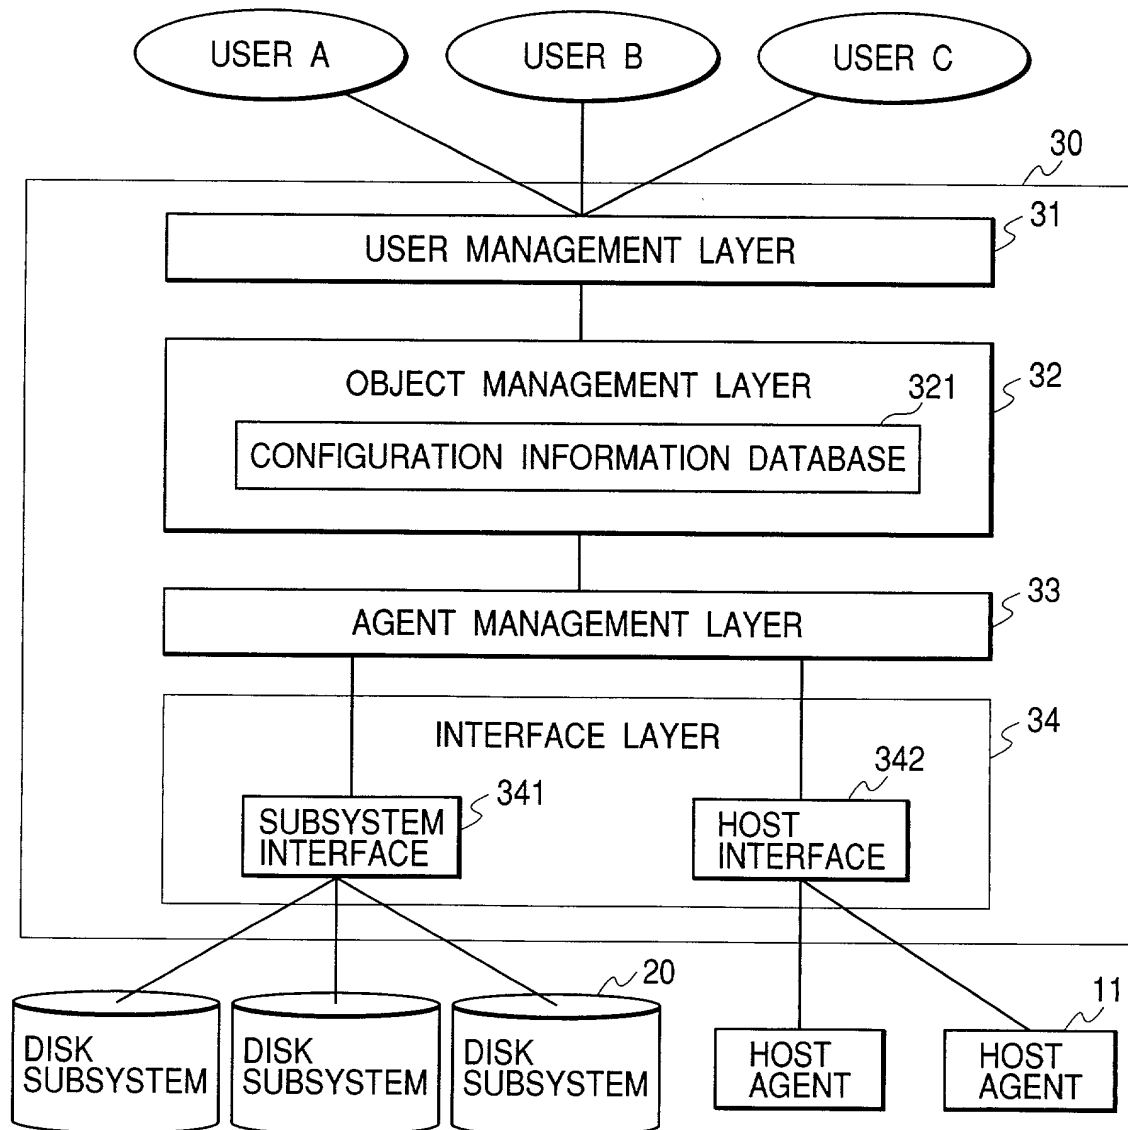 USER A
USER B
USER C
30
31
USER MANAGEMENT LAYER
OBJECT MANAGEMENT LAYER
32
321
CONFIGURATION INFORMATION DATABASE
33
AGENT MANAGEMENT LAYER
INTERFACE LAYER
34
341
342
SUBSYSTEM
INTERFACE
HOST
INTERFACE
20
11
DISK
SUBSYSTEM
DISK
SUBSYSTEM
DISK
SUBSYSTEM
HOST
AGENT
HOST
AGENT